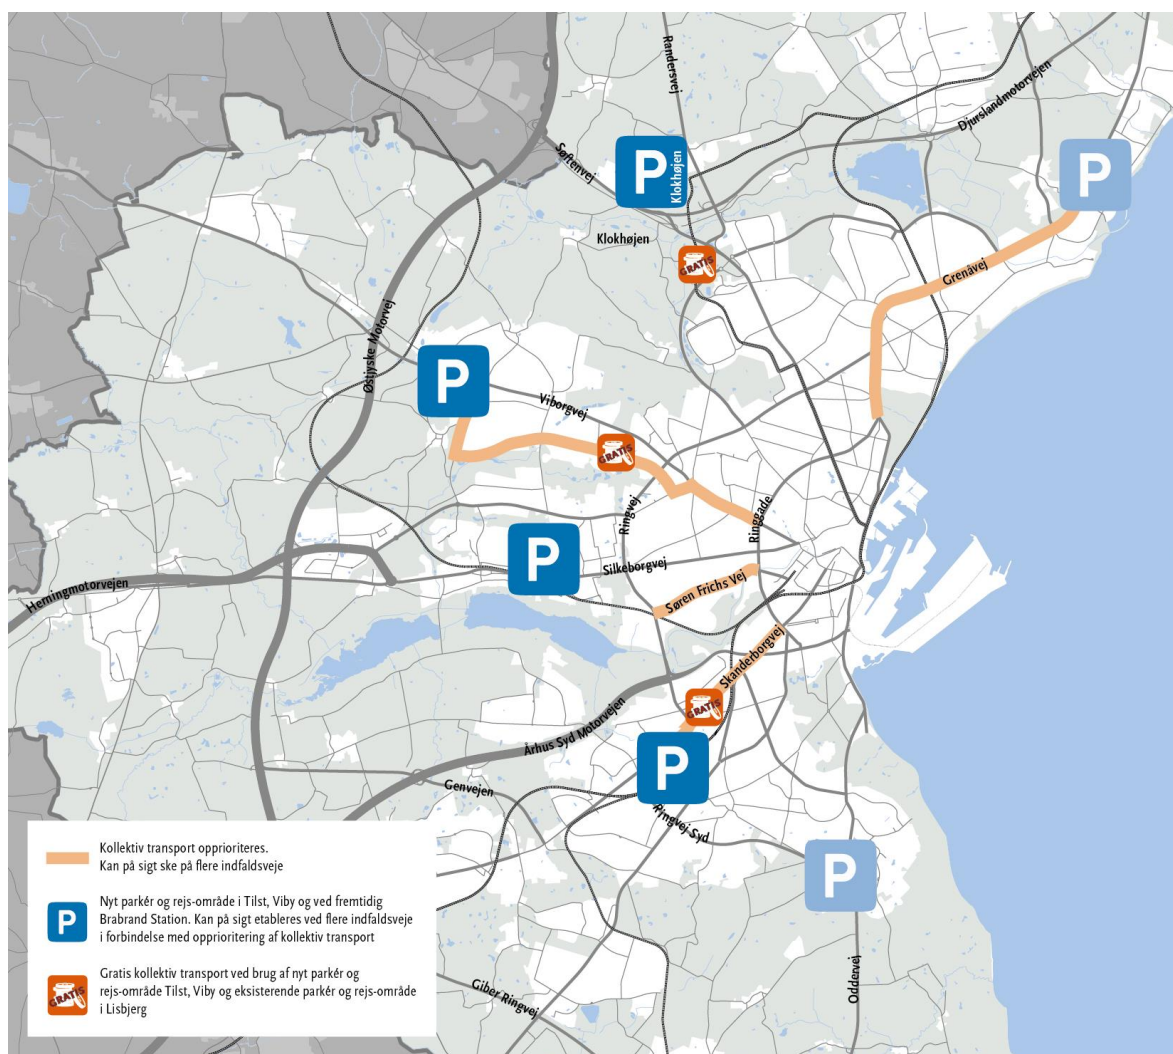 Randersvej
Djurslandmotorvejen
Søftenvej
P
Klokhøjen
P
Klokhøjen
GRATIS
Grenåvej
Østjyske Motorvej
P
Viborgvej
GRATIS
Ringvej
Ringgade
P
Silkeborgvej
Herningmotorvejen
Søren Frichs Vej
Skanderborgvej
GRATIS
Århus Syd Motorvejen
P
Genvejen
Ringvej Syd
P
Oddervej
Giber Ringvej
Kollektiv transport opprioriteres.
Kan på sigt ske på flere indfaldsveje
P
Nyt parkér og rejs-område i Tilst, Viby og ved fremtidig
Brabrand Station. Kan på sigt etableres ved flere indfaldsveje
i forbindelse med opprioritering af kollektiv transport
GRATIS
Gratis kollektiv transport ved brug af nyt parkér og
rejs-område Tilst, Viby og eksisterende parkér og rejs-område
i Lisbjerg